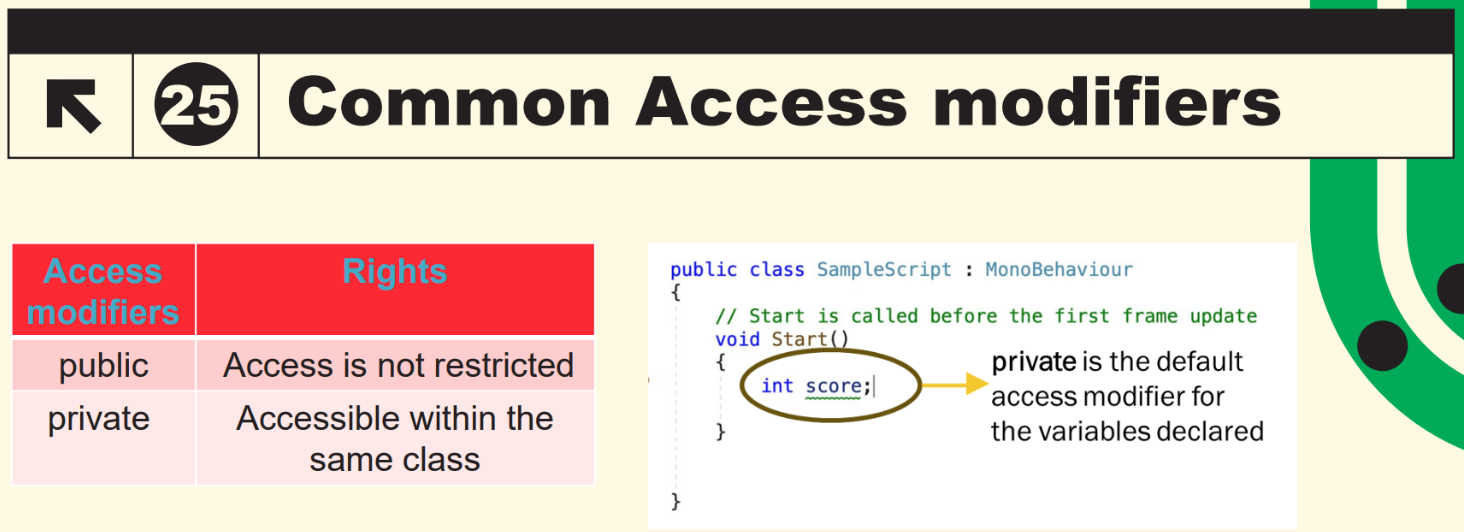 25
Common Access modifiers
Access
modifiers
Rights
public
Access is not restricted
private
Accessible within the
same class
public class SampleScript : MonoBehaviour
{
// Start is called before the first frame update
void Start()
{
int score;
}
}
private is the default
access modifier for
the variables declared